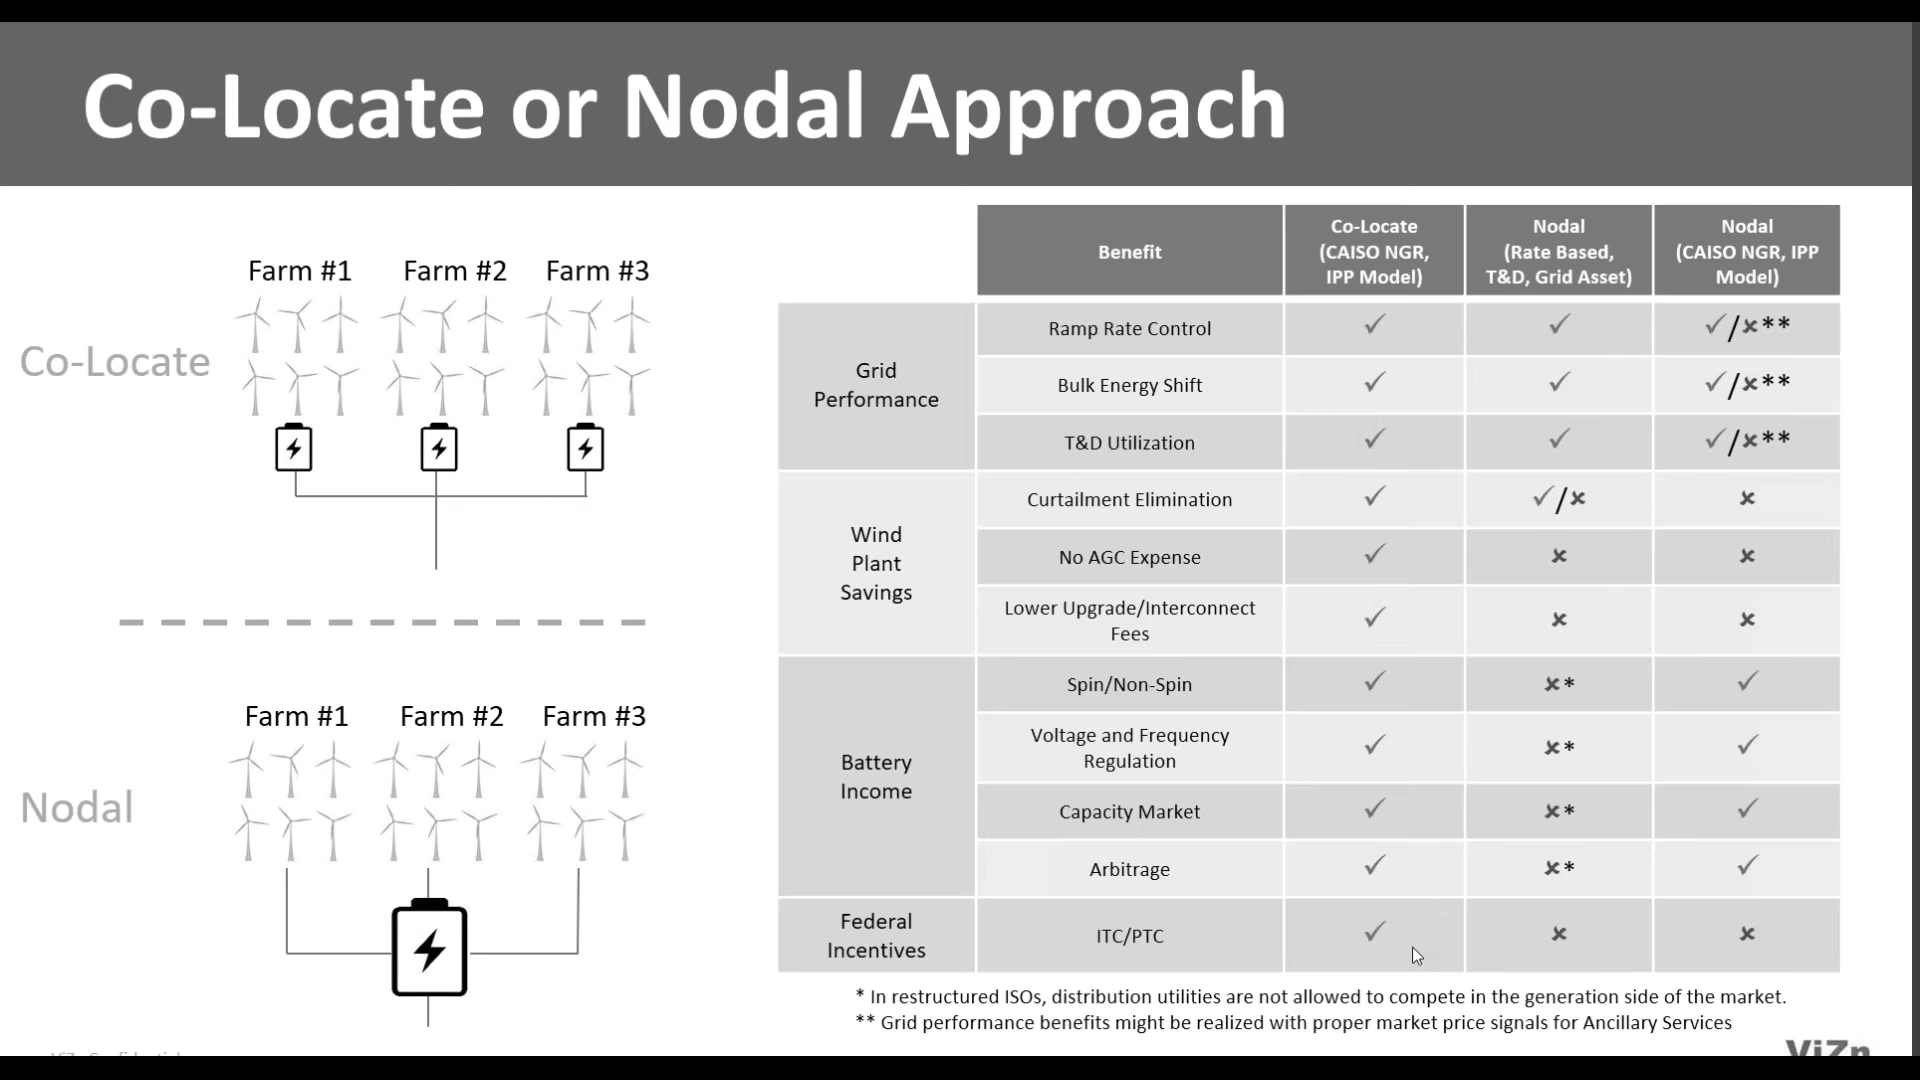 Co-Locate or Nodal Approach
Co-Locate
Farm #1 Farm #2 Farm #3
Nodal
Farm #1 Farm #2 Farm #3
Benefit
Co-Locate
(CAISO NGR,
IPP Model)
Nodal
(Rate Based,
T&D, Grid Asset)
Nodal
(CAISO NGR, IPP
Model)
Grid
Performance
Ramp Rate Control ✓ ✓ ✓/✘**
Bulk Energy Shift ✓ ✓ ✓/✘**
T&D Utilization ✓ ✓ ✓/✘**
Wind
Plant
Savings
Curtailment Elimination ✓ ✓/✘ ✘
No AGC Expense ✓ ✘ ✘
Lower Upgrade/Interconnect
Fees ✓ ✘ ✘
Battery
Income
Spin/Non-Spin ✓ ✘* ✓
Voltage and Frequency
Regulation ✓ ✘* ✓
Capacity Market ✓ ✘* ✓
Arbitrage ✓ ✘* ✓
Federal
Incentives
ITC/PTC ✓ ✘ ✘
* In restructured ISOs, distribution utilities are not allowed to compete in the generation side of the market.
** Grid performance benefits might be realized with proper market price signals for Ancillary Services
ViZn